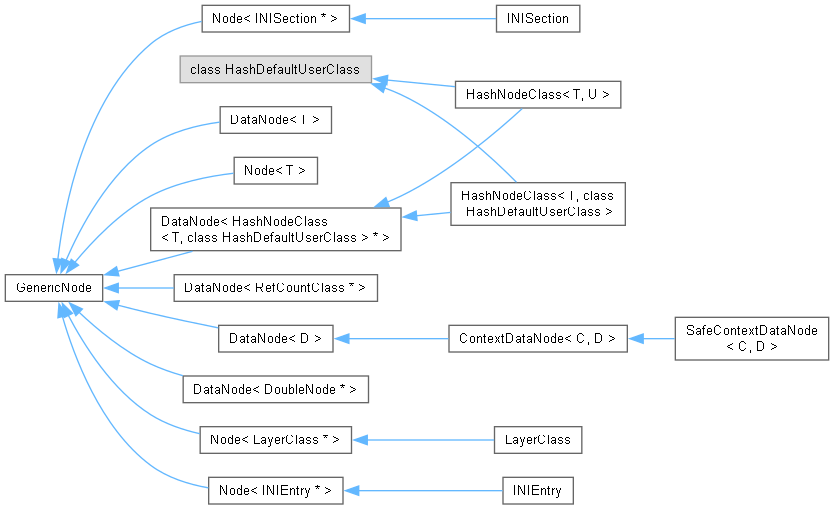 Node< INISection * >
INISection
class HashDefaultUserClass
HashNodeClass< T, U >
DataNode< I >
Node< T >
HashNodeClass< I, class
HashDefaultUserClass >
DataNode< HashNodeClass
< T, class HashDefaultUserClass > * >
GenericNode
DataNode< RefCountClass * >
DataNode< D >
ContextDataNode< C, D >
SafeContextDataNode
< C, D >
DataNode< DoubleNode * >
Node< LayerClass * >
LayerClass
Node< INIEntry * >
INIEntry